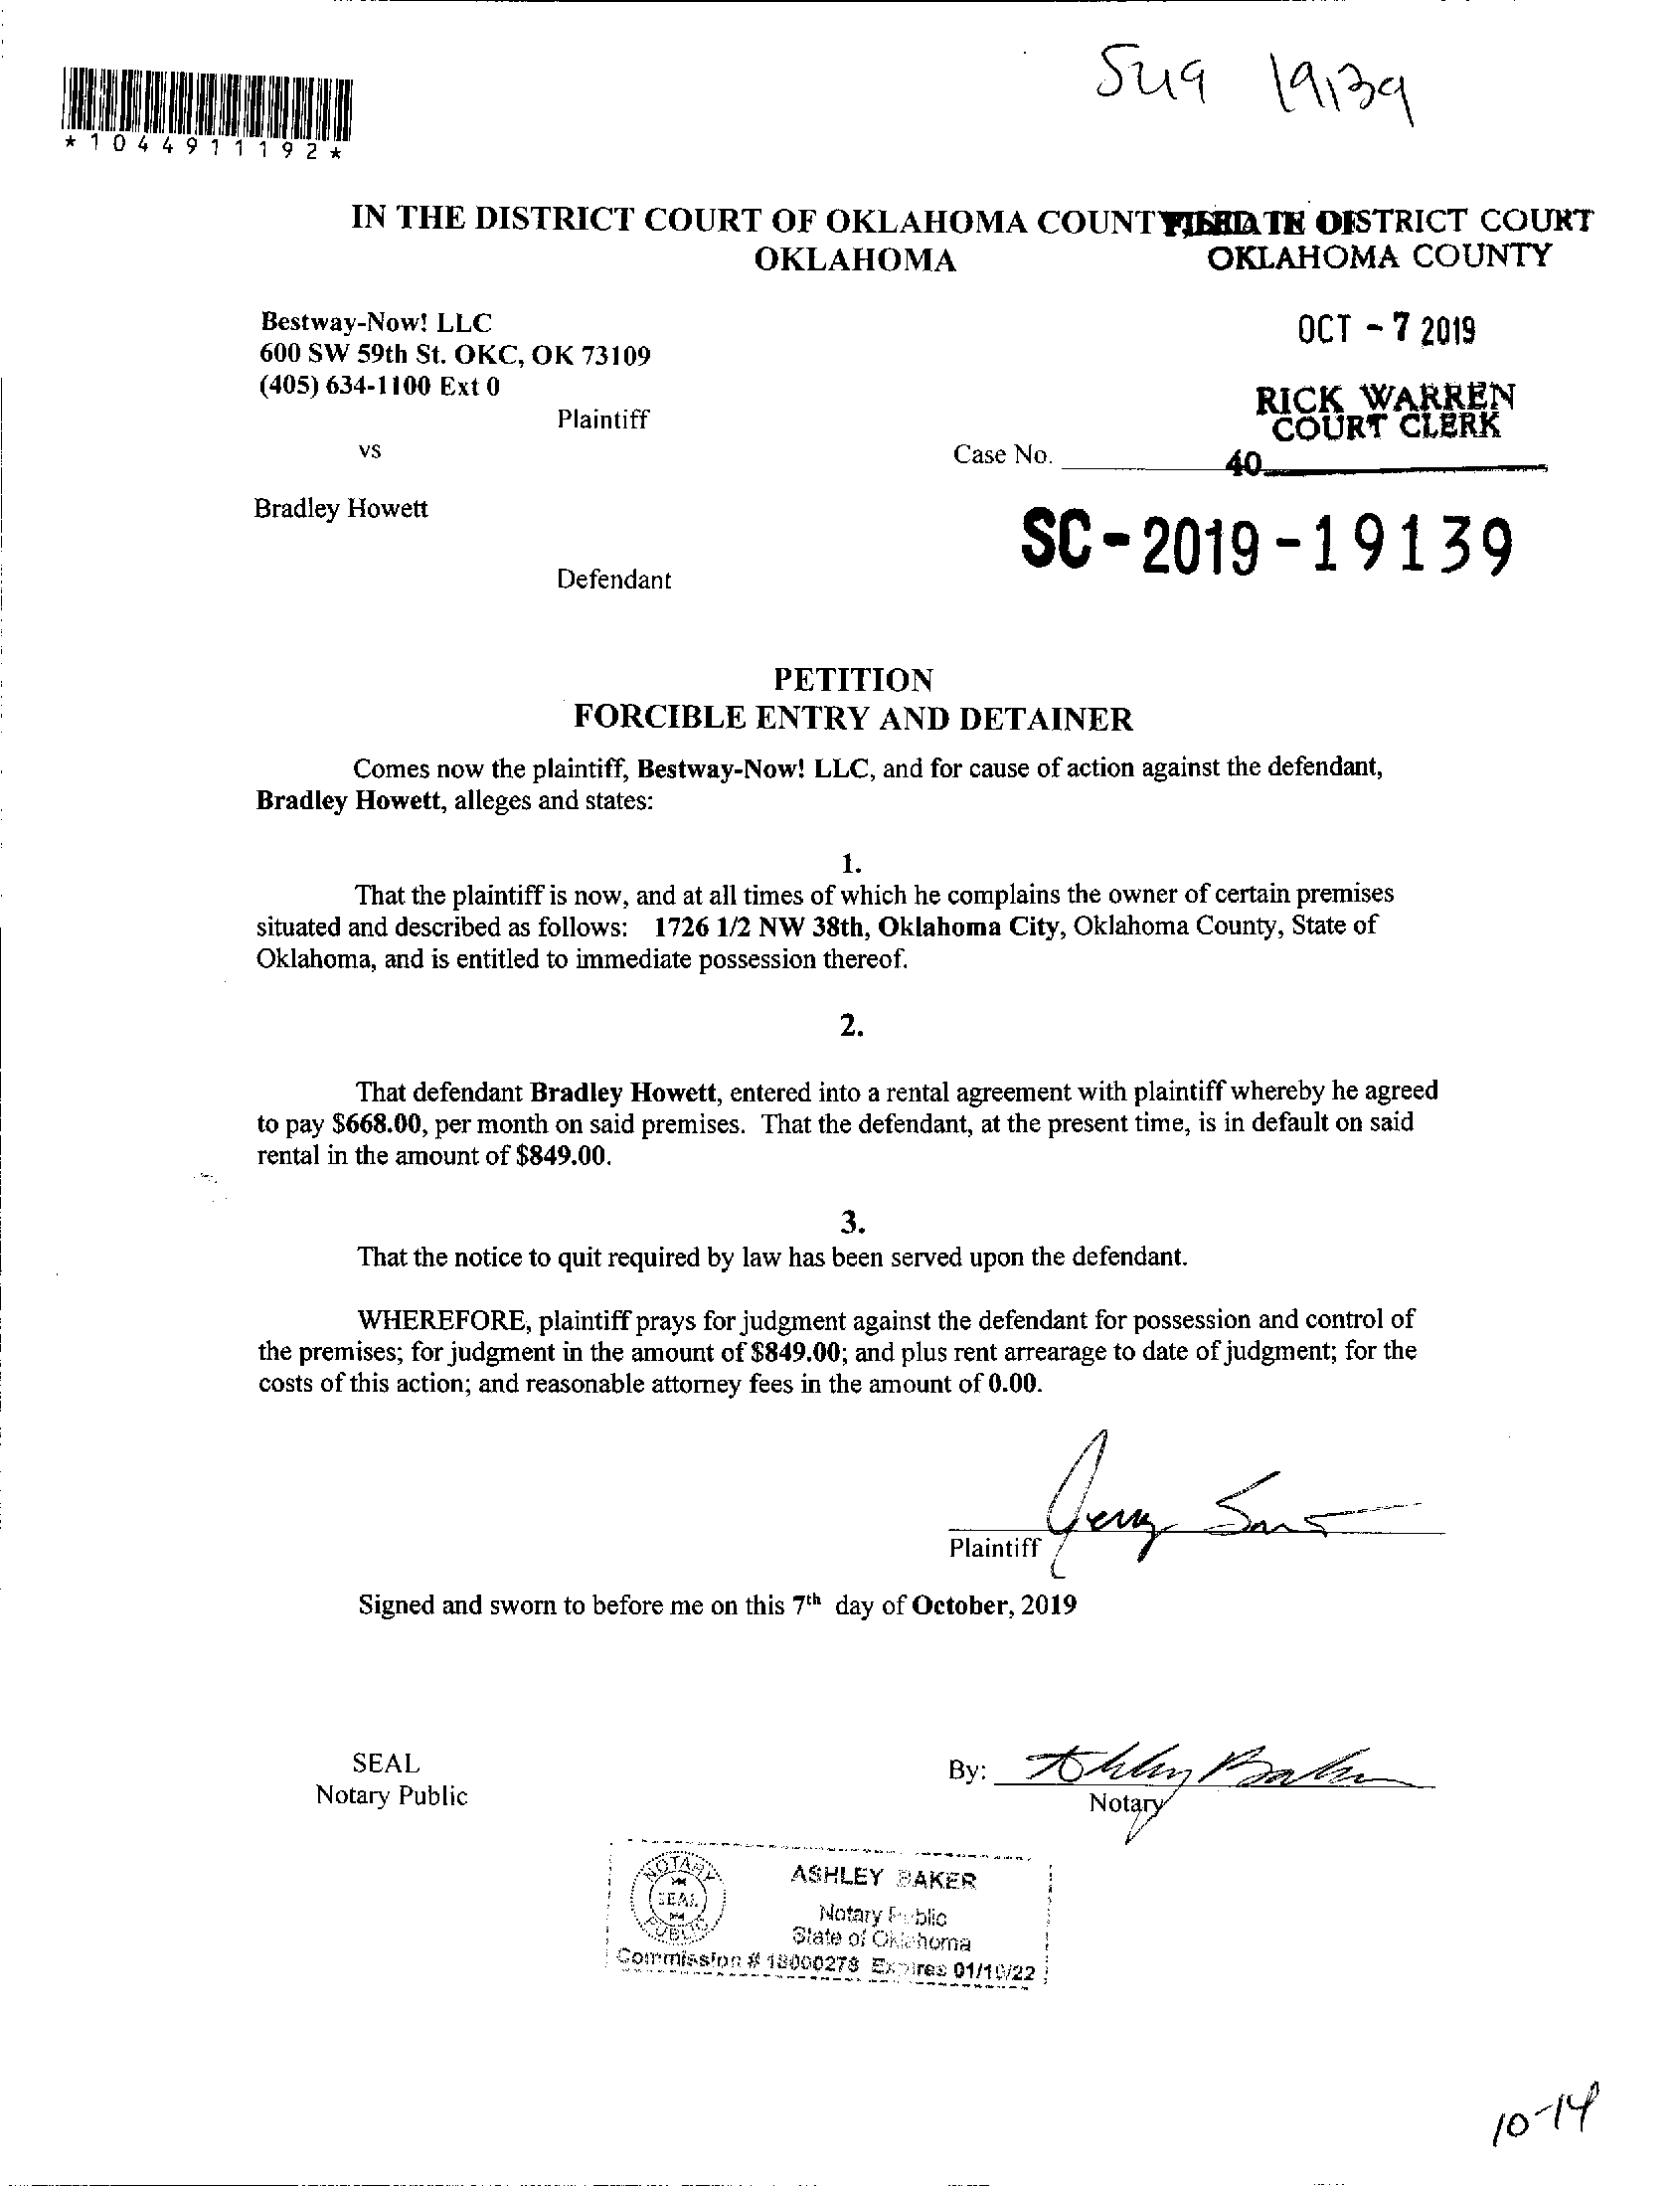 19139
*1044911192*
IN THE DISTRICT COURT OF OKLAHOMA COUNTY
DISTRICT COURT
OKLAHOMA
OKLAHOMA COUNTY
Bestway-Now! LLC
600 SW 59th St. OKC, OK 73109
(405) 634-1100 Ext 0
OCT - 7 2019
RICK WARREN
COURT CLERK
Plaintiff
vs
Case No.
40
Bradley Howett
SC-2019-19139
Defendant
PETITION
FORCIBLE ENTRY AND DETAINER
Comes now the plaintiff, Bestway-Now! LLC, and for cause of action against the defendant,
Bradley Howett, alleges and states:
1.
That the plaintiff is now, and at all times of which he complains the owner of certain premises
situated and described as follows: 1726 1/2 NW 38th, Oklahoma City, Oklahoma County, State of
Oklahoma, and is entitled to immediate possession thereof.
2.
That defendant Bradley Howett, entered into a rental agreement with plaintiff whereby he agreed
to pay $668.00, per month on said premises. That the defendant, at the present time, is in default on said
rental in the amount of $849.00.
3.
That the notice to quit required by law has been served upon the defendant.
WHEREFORE, plaintiff prays for judgment against the defendant for possession and control of
the premises; for judgment in the amount of $849.00; and plus rent arrearage to date of judgment; for the
costs of this action; and reasonable attorney fees in the amount of 0.00.
Plaintiff
Signed and sworn to before me on this 7th day of October, 2019
SEAL
Notary Public
By: Ashley Baker
Notary
NOTARY
SEAL
PUBLIC
ASHLEY BAKER
Notary Public
State of Oklahoma
Commission # 18000278 Expires 01/10/22
10-14